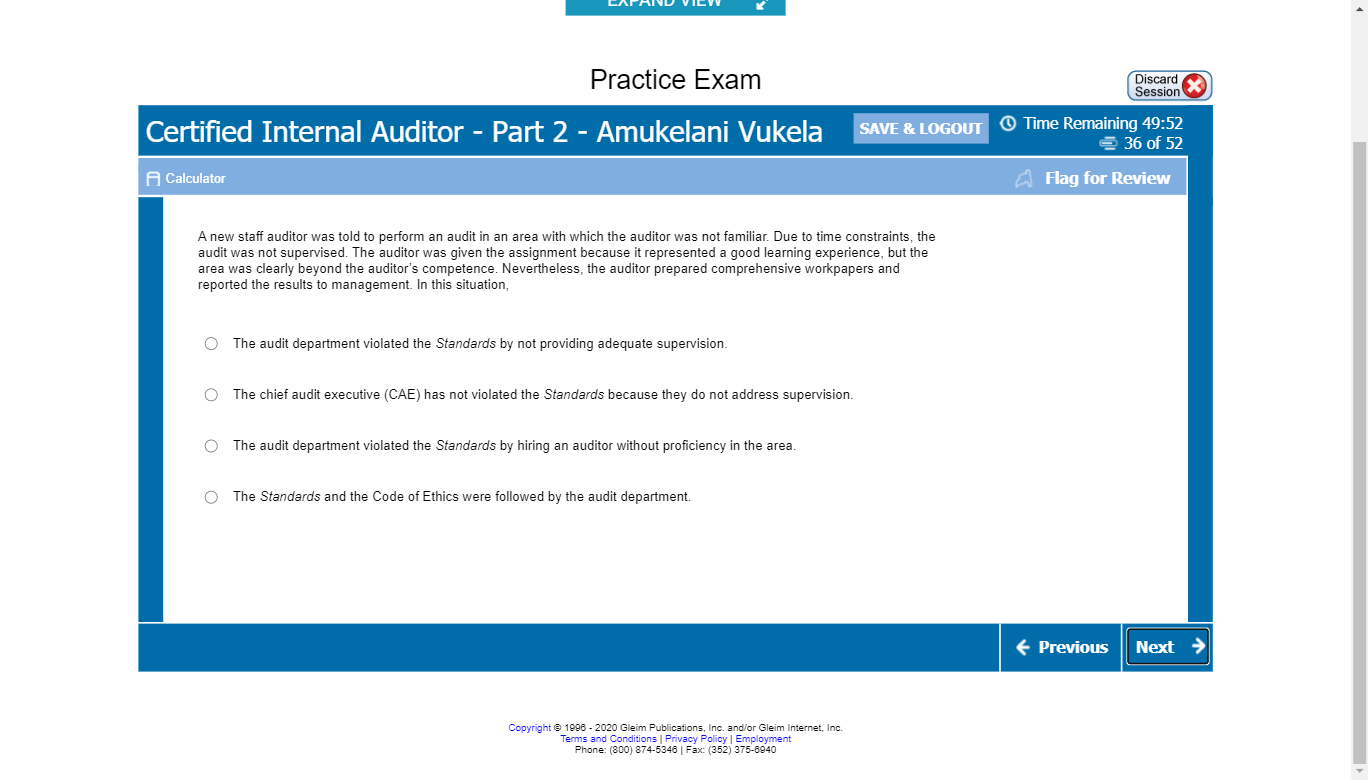 EXPAND VIEW
Practice Exam
Discard
Session
Certified Internal Auditor - Part 2 - Amukelani Vukela
SAVE & LOGOUT
Time Remaining 49:52
36 of 52
Calculator
Flag for Review
A new staff auditor was told to perform an audit in an area with which the auditor was not familiar. Due to time constraints, the
audit was not supervised. The auditor was given the assignment because it represented a good learning experience, but the
area was clearly beyond the auditor's competence. Nevertheless, the auditor prepared comprehensive workpapers and
reported the results to management. In this situation,
The audit department violated the Standards by not providing adequate supervision.
The chief audit executive (CAE) has not violated the Standards because they do not address supervision.
The audit department violated the Standards by hiring an auditor without proficiency in the area.
The Standards and the Code of Ethics were followed by the audit department.
Previous
Next
Copyright © 1996 - 2020 Gleim Publications, Inc. and/or Gleim Internet, Inc.
Terms and Conditions | Privacy Policy | Employment
Phone: (800) 874-5346 | Fax: (352) 375-6940